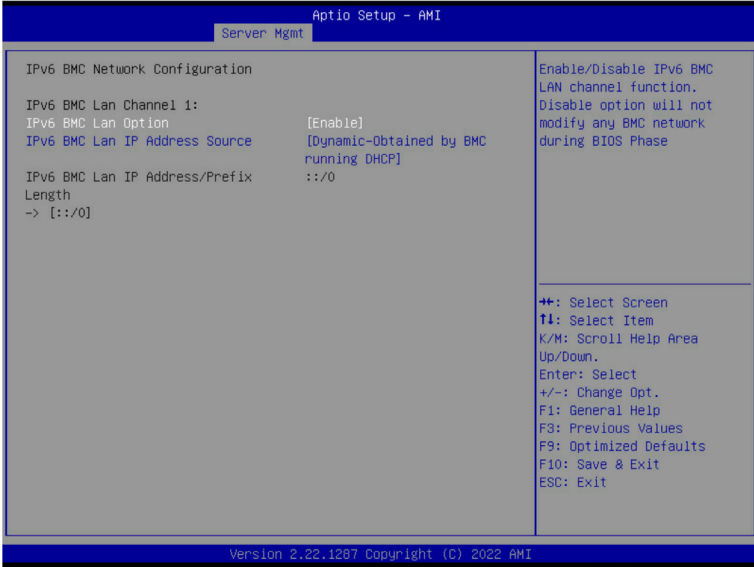 Aptio Setup – AMI
Server Mgmt
IPv6 BMC Network Configuration
IPv6 BMC Lan Channel 1:
IPv6 BMC Lan Option [Enable]
IPv6 BMC Lan IP Address Source [Dynamic-Obtained by BMC
running DHCP]
IPv6 BMC Lan IP Address/Prefix ::/0
Length
-> [::/0]
Enable/Disable IPv6 BMC
LAN channel function.
Disable option will not
modify any BMC network
during BIOS Phase
→←: Select Screen
↑↓: Select Item
K/M: Scroll Help Area
Up/Down.
Enter: Select
+/-: Change Opt.
F1: General Help
F3: Previous Values
F9: Optimized Defaults
F10: Save & Exit
ESC: Exit
Version 2.22.1287 Copyright (C) 2022 AMI